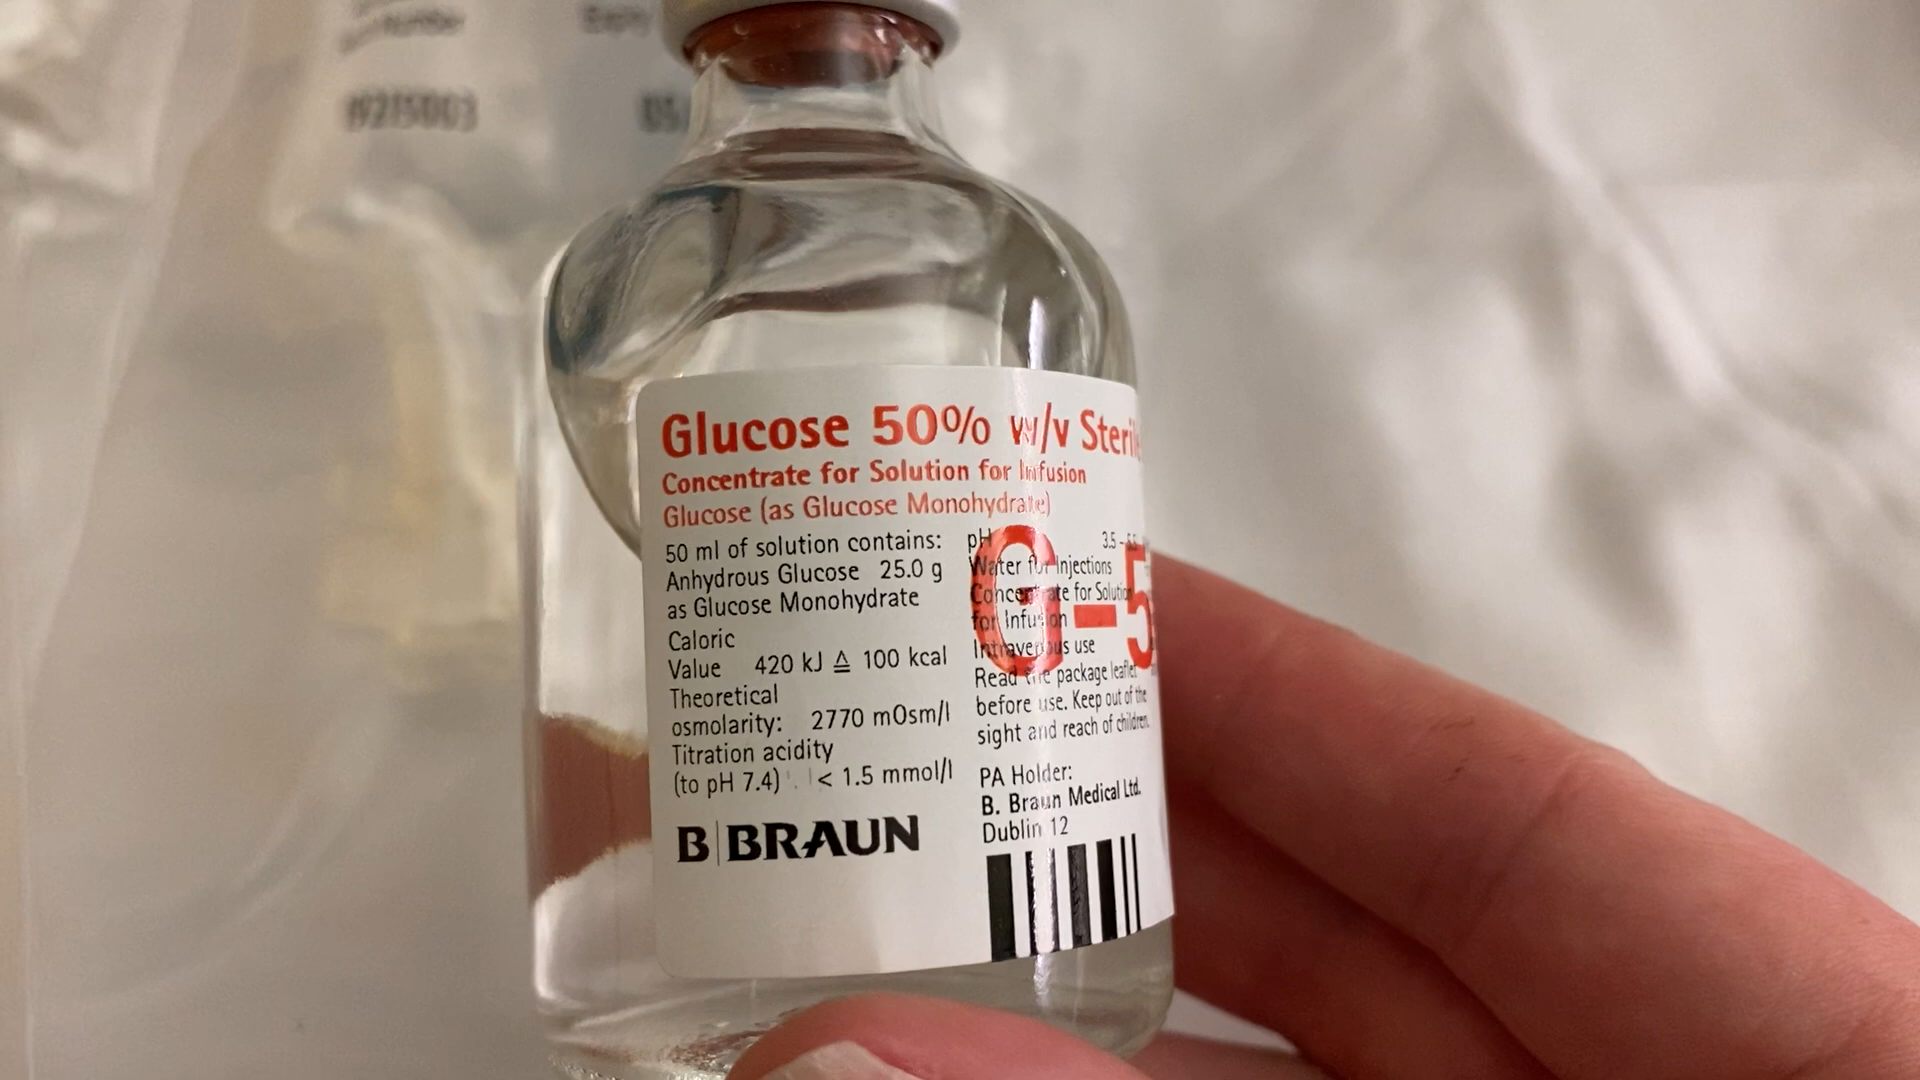 19215003
05
Glucose 50% w/v Sterile
Concentrate for Solution for Infusion
Glucose (as Glucose Monohydrate)
50 ml of solution contains:
Anhydrous Glucose 25.0 g
as Glucose Monohydrate
Caloric
Value 420 kJ ≙ 100 kcal
Theoretical
osmolarity: 2770 mOsm/l
Titration acidity
(to pH 7.4) < 1.5 mmol/l
B|BRAUN
pH 3.5 –
Water for Injections
Concentrate for Solution
for Infusion
Intravenous use
Read the package leaflet
before use. Keep out of the
sight and reach of children.
G-5
PA Holder:
B. Braun Medical Ltd.
Dublin 12